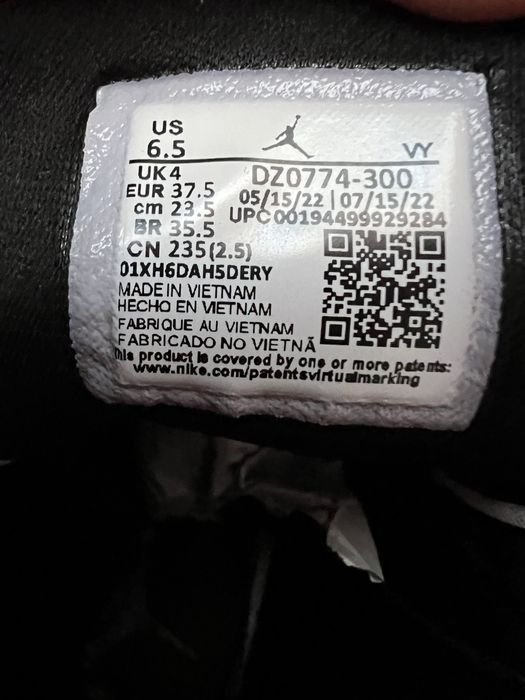 US
6.5
VY
UK 4
DZ0774-300
EUR 37.5
05/15/22 | 07/15/22
cm 23.5
UPC00194499929284
BR 35.5
CN 235(2.5)
01XH6DAH5DERY
MADE IN VIETNAM
HECHO EN VIETNAM
FABRIQUE AU VIETNAM
FABRICADO NO VIETNÃ
this product is covered by one or more patents:
www.nike.com/patentsvirtualmarking